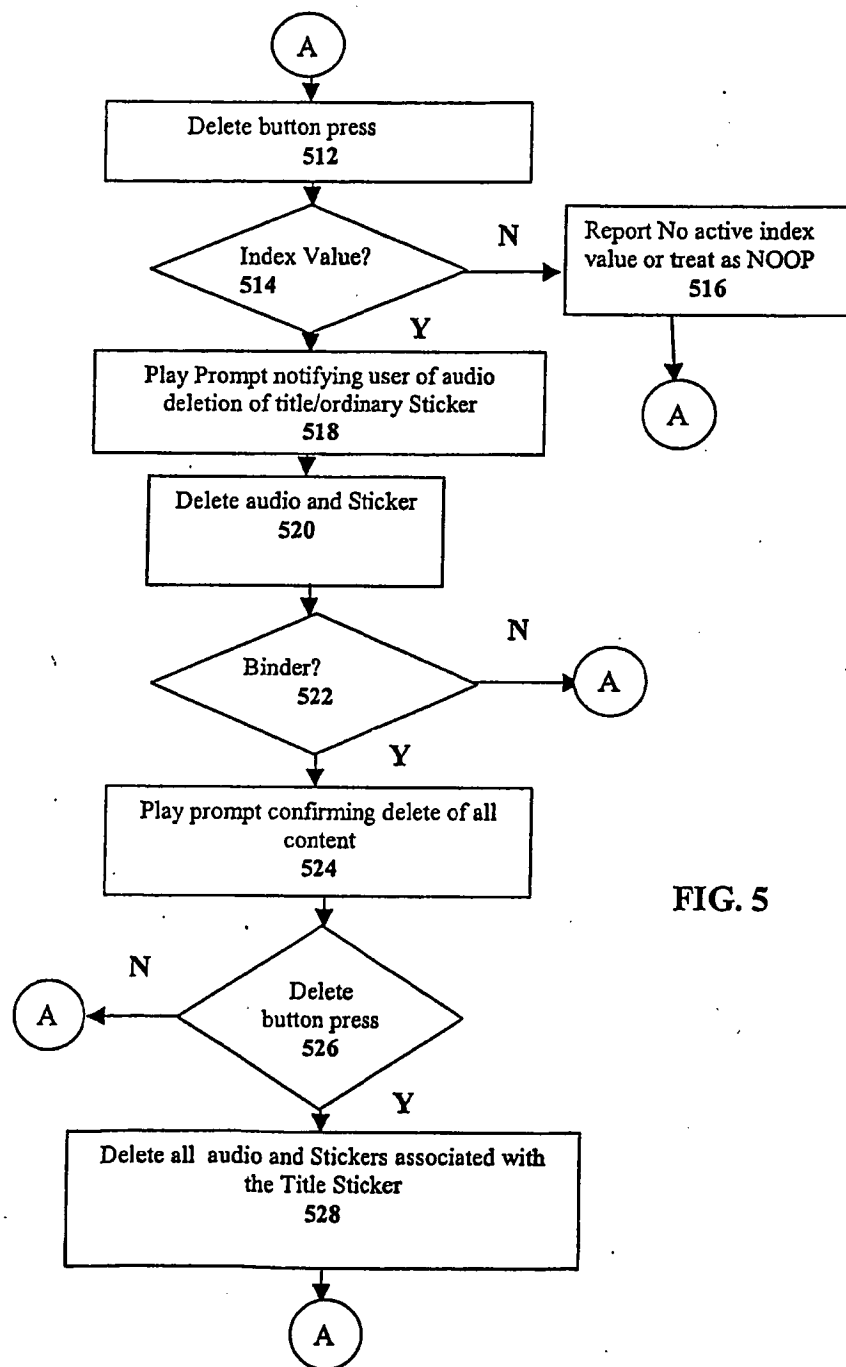 A
Delete button press
512
Index Value?
514
N
Report No active index
value or treat as NOOP
516
Y
A
Play Prompt notifying user of audio
deletion of title/ordinary Sticker
518
Delete audio and Sticker
520
Binder?
522
N
A
Y
Play prompt confirming delete of all
content
524
FIG. 5
N
A
Delete
button press
526
Y
Delete all audio and Stickers associated with
the Title Sticker
528
A